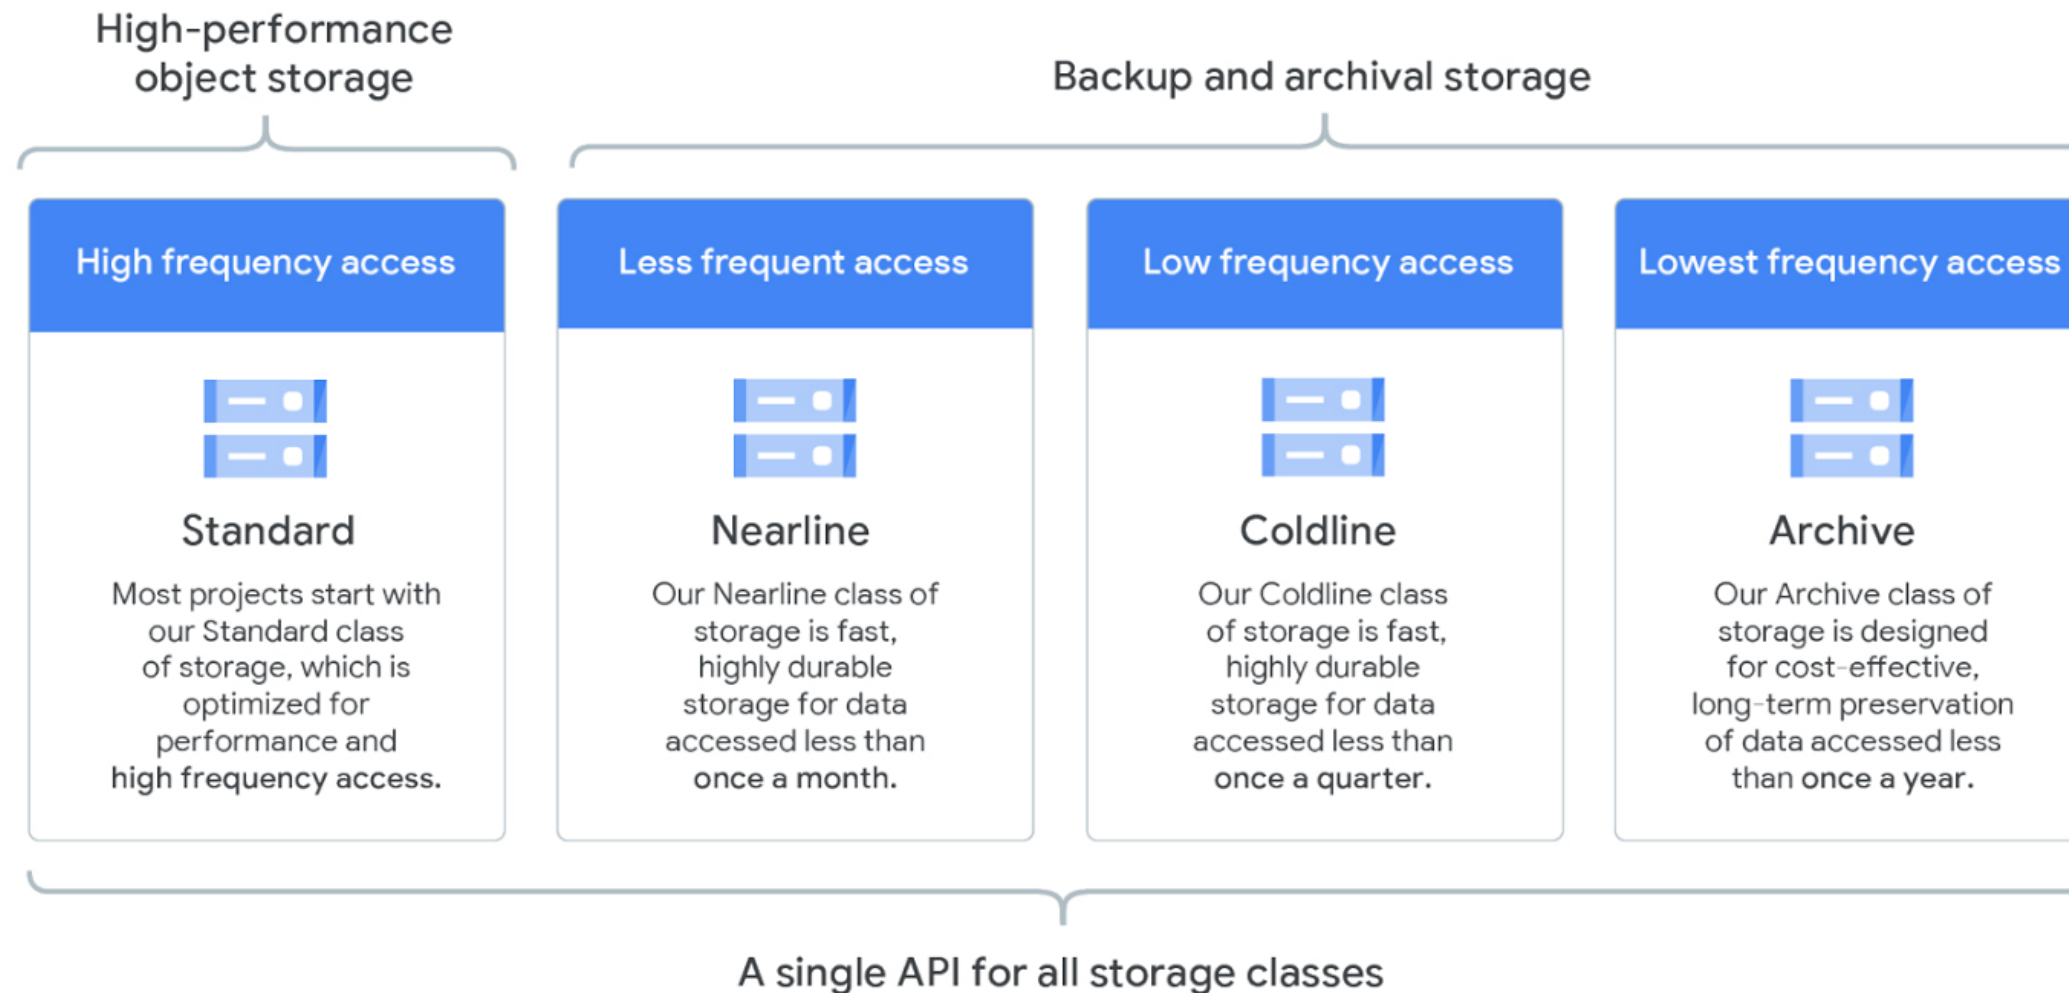 High-performance
object storage
Backup and archival storage
High frequency access
Standard
Most projects start with
our Standard class
of storage, which is
optimized for
performance and
high frequency access.
Less frequent access
Nearline
Our Nearline class of
storage is fast,
highly durable
storage for data
accessed less than
once a month.
Low frequency access
Coldline
Our Coldline class
of storage is fast,
highly durable
storage for data
accessed less than
once a quarter.
Lowest frequency access
Archive
Our Archive class of
storage is designed
for cost-effective,
long-term preservation
of data accessed less
than once a year.
A single API for all storage classes